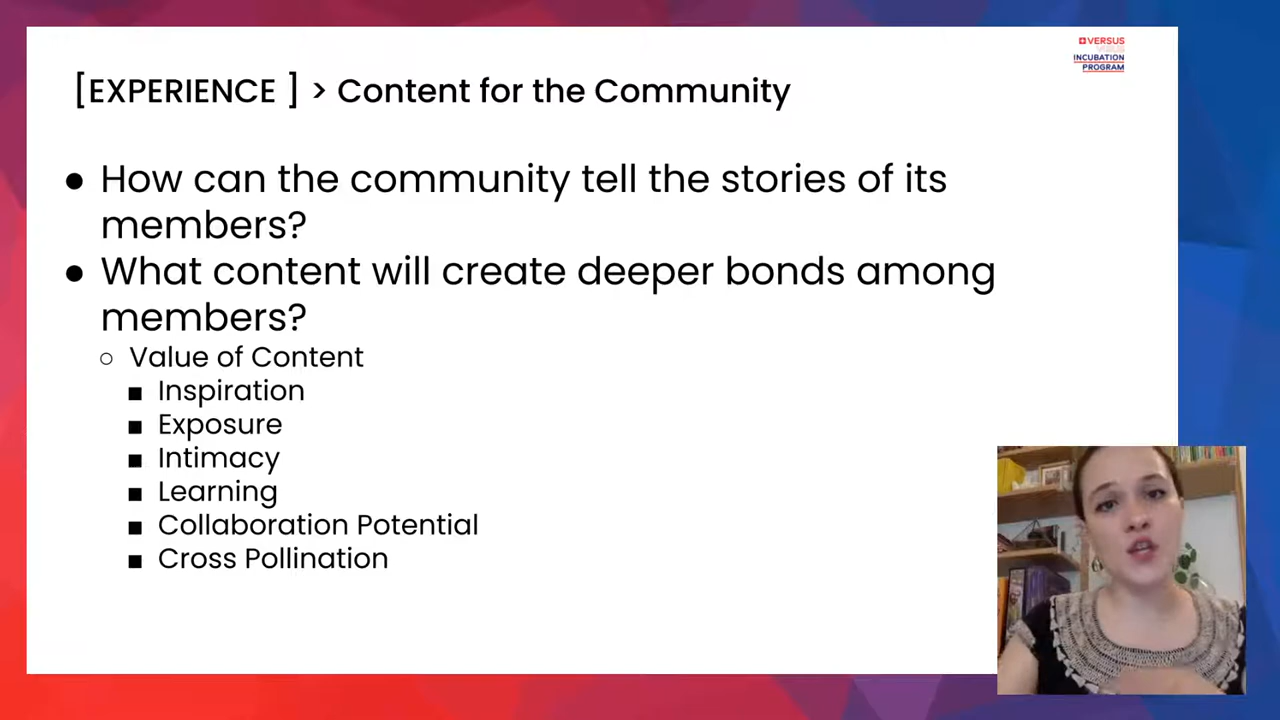 VERSUS
VIRUS
INCUBATION
PROGRAM
[EXPERIENCE ] > Content for the Community
● How can the community tell the stories of its
members?
● What content will create deeper bonds among
members?
○ Value of Content
■ Inspiration
■ Exposure
■ Intimacy
■ Learning
■ Collaboration Potential
■ Cross Pollination